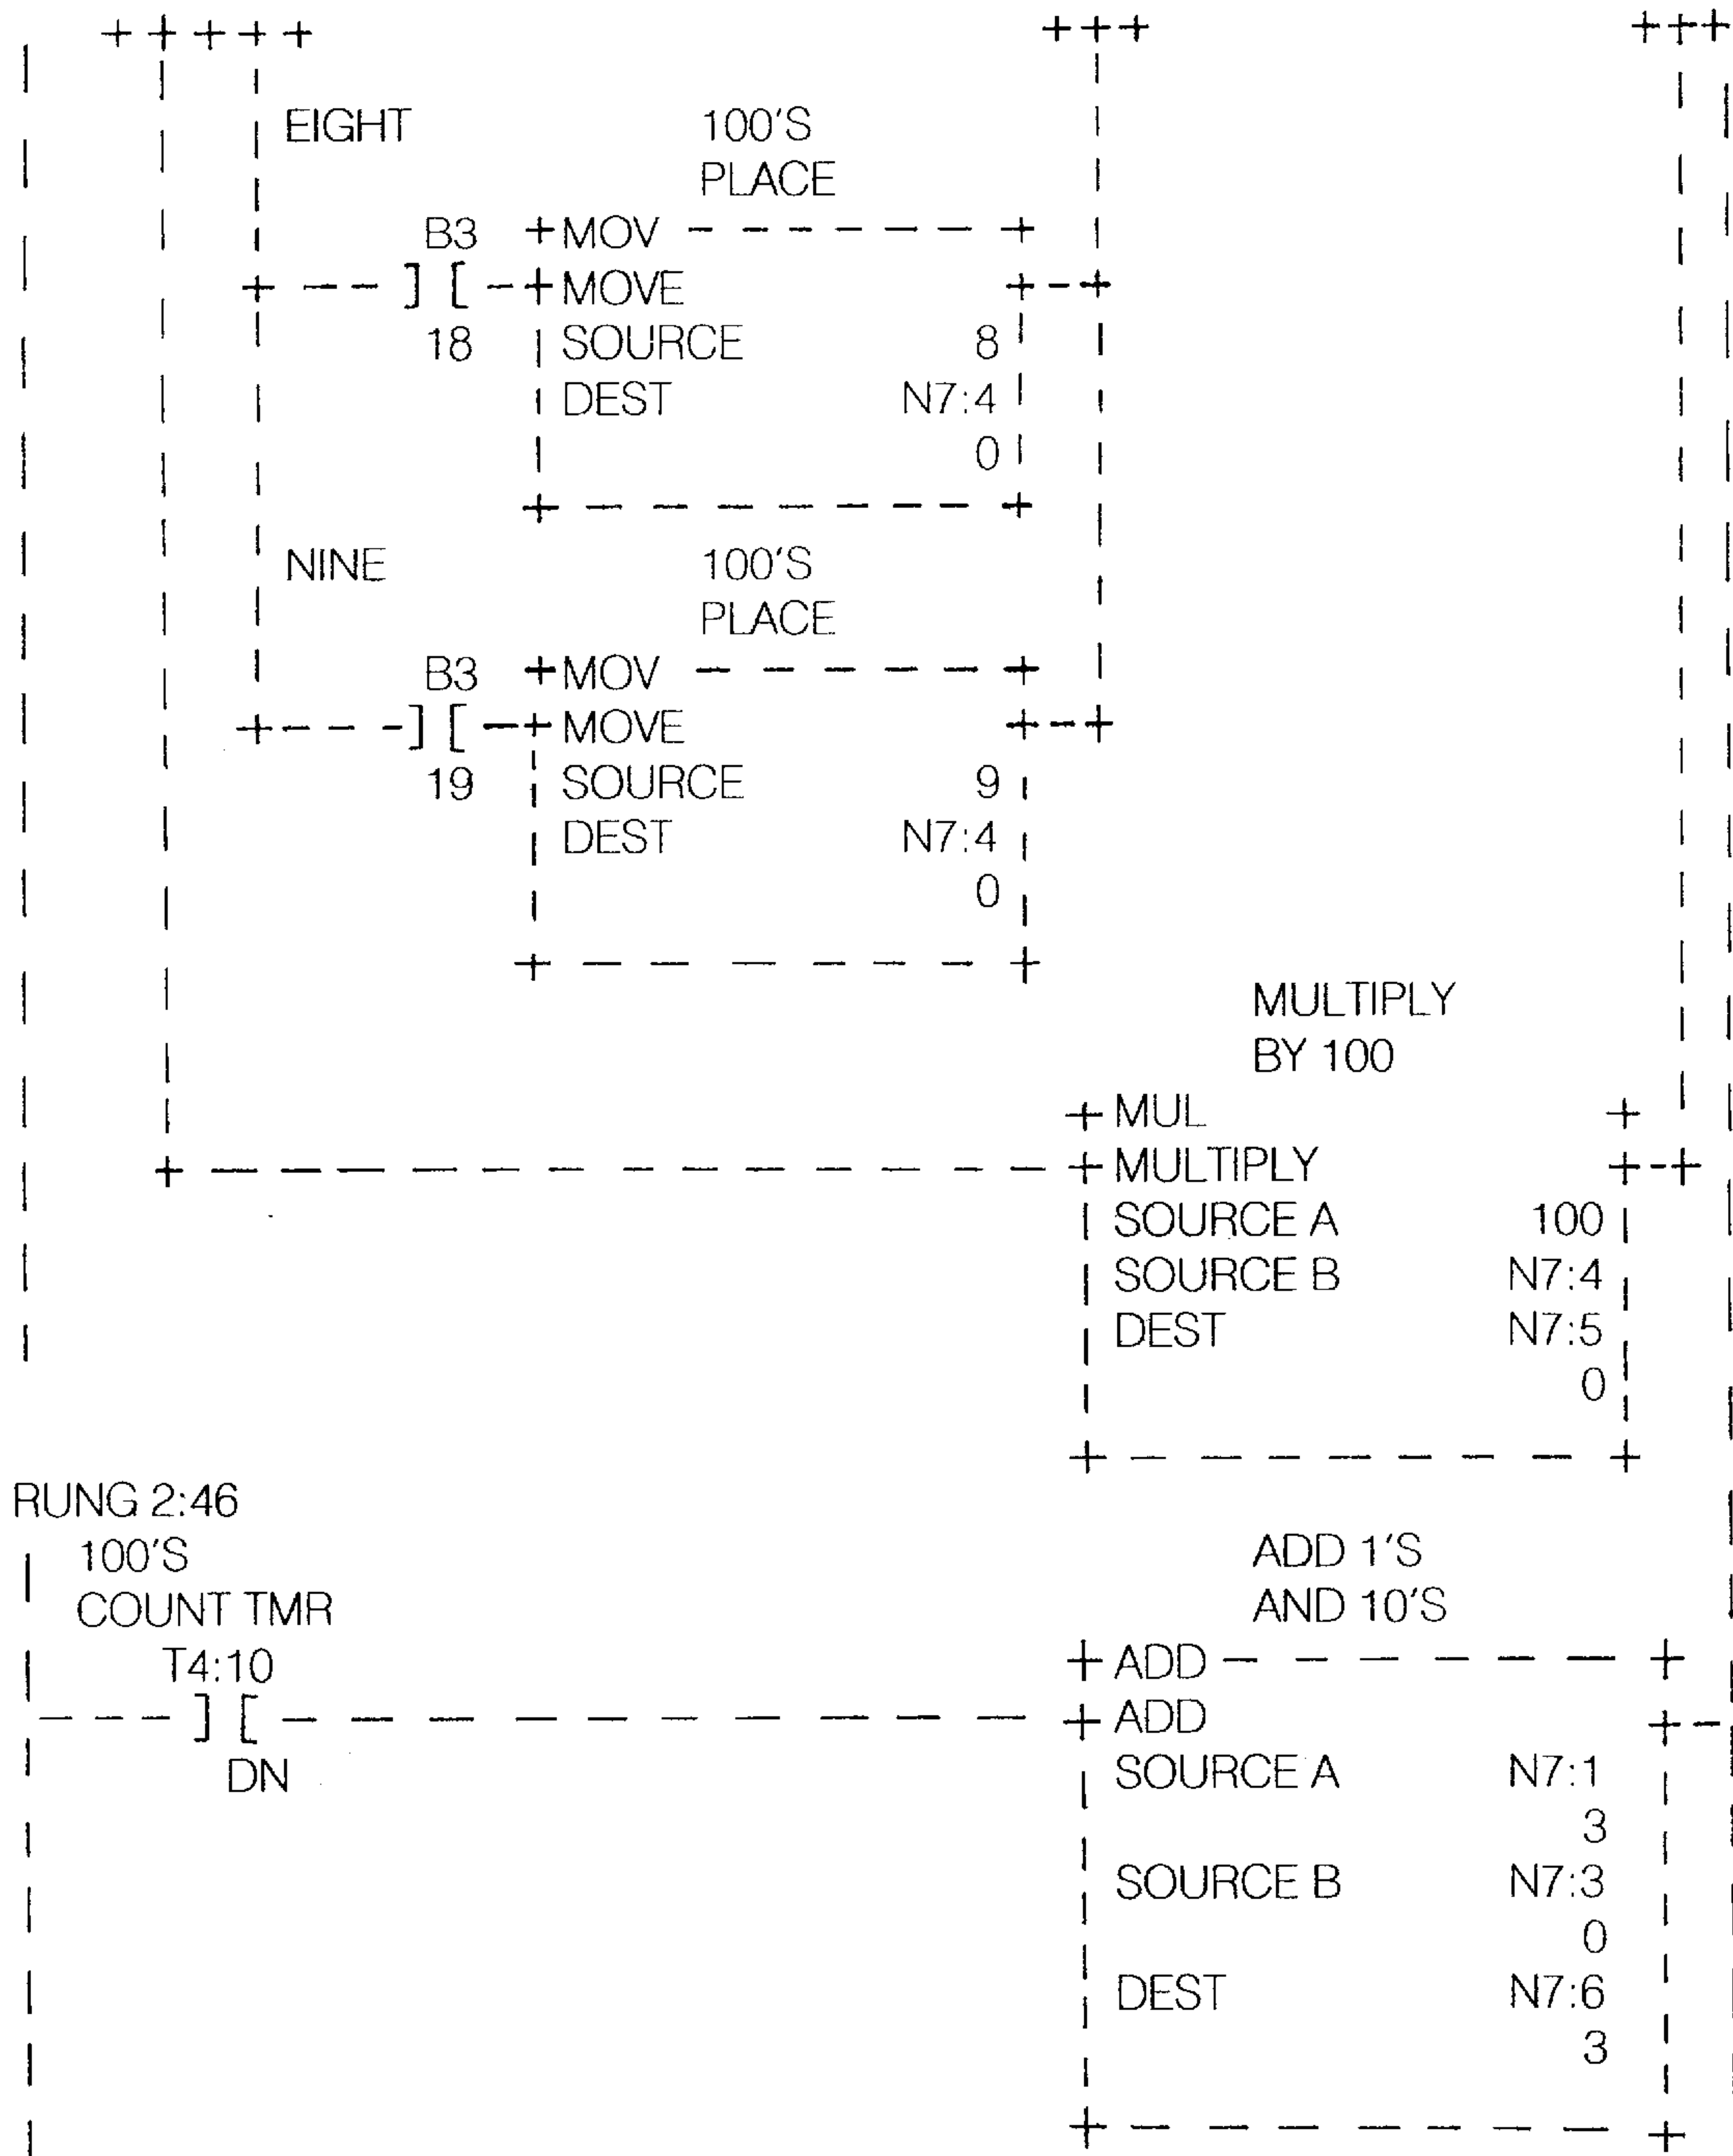 EIGHT 100'S
PLACE
B3 MOV
] [ MOVE
18 SOURCE 8
DEST N7:4
0
NINE 100'S
PLACE
B3 MOV
] [ MOVE
19 SOURCE 9
DEST N7:4
0
MULTIPLY
BY 100
MUL
MULTIPLY
SOURCE A 100
SOURCE B N7:4
DEST N7:5
0
RUNG 2:46
100'S ADD 1'S
COUNT TMR AND 10'S
T4:10 ADD
] [ ADD
DN SOURCE A N7:1
3
SOURCE B N7:3
0
DEST N7:6
3